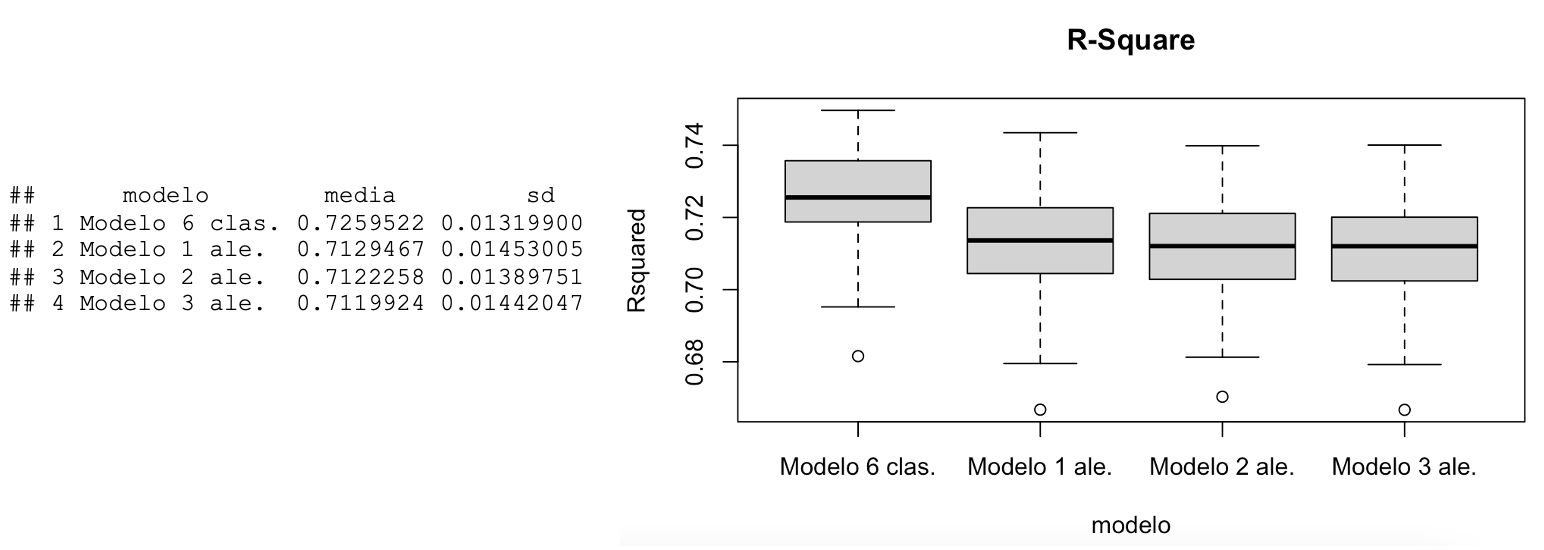 ##      modelo        media         sd
## 1 Modelo 6 clas. 0.7259522 0.01319900
## 2 Modelo 1 ale.  0.7129467 0.01453005
## 3 Modelo 2 ale.  0.7122258 0.01389751
## 4 Modelo 3 ale.  0.7119924 0.01442047
R-Square
Rsquared
0.74
0.72
0.70
0.68
Modelo 6 clas. Modelo 1 ale. Modelo 2 ale. Modelo 3 ale.
modelo